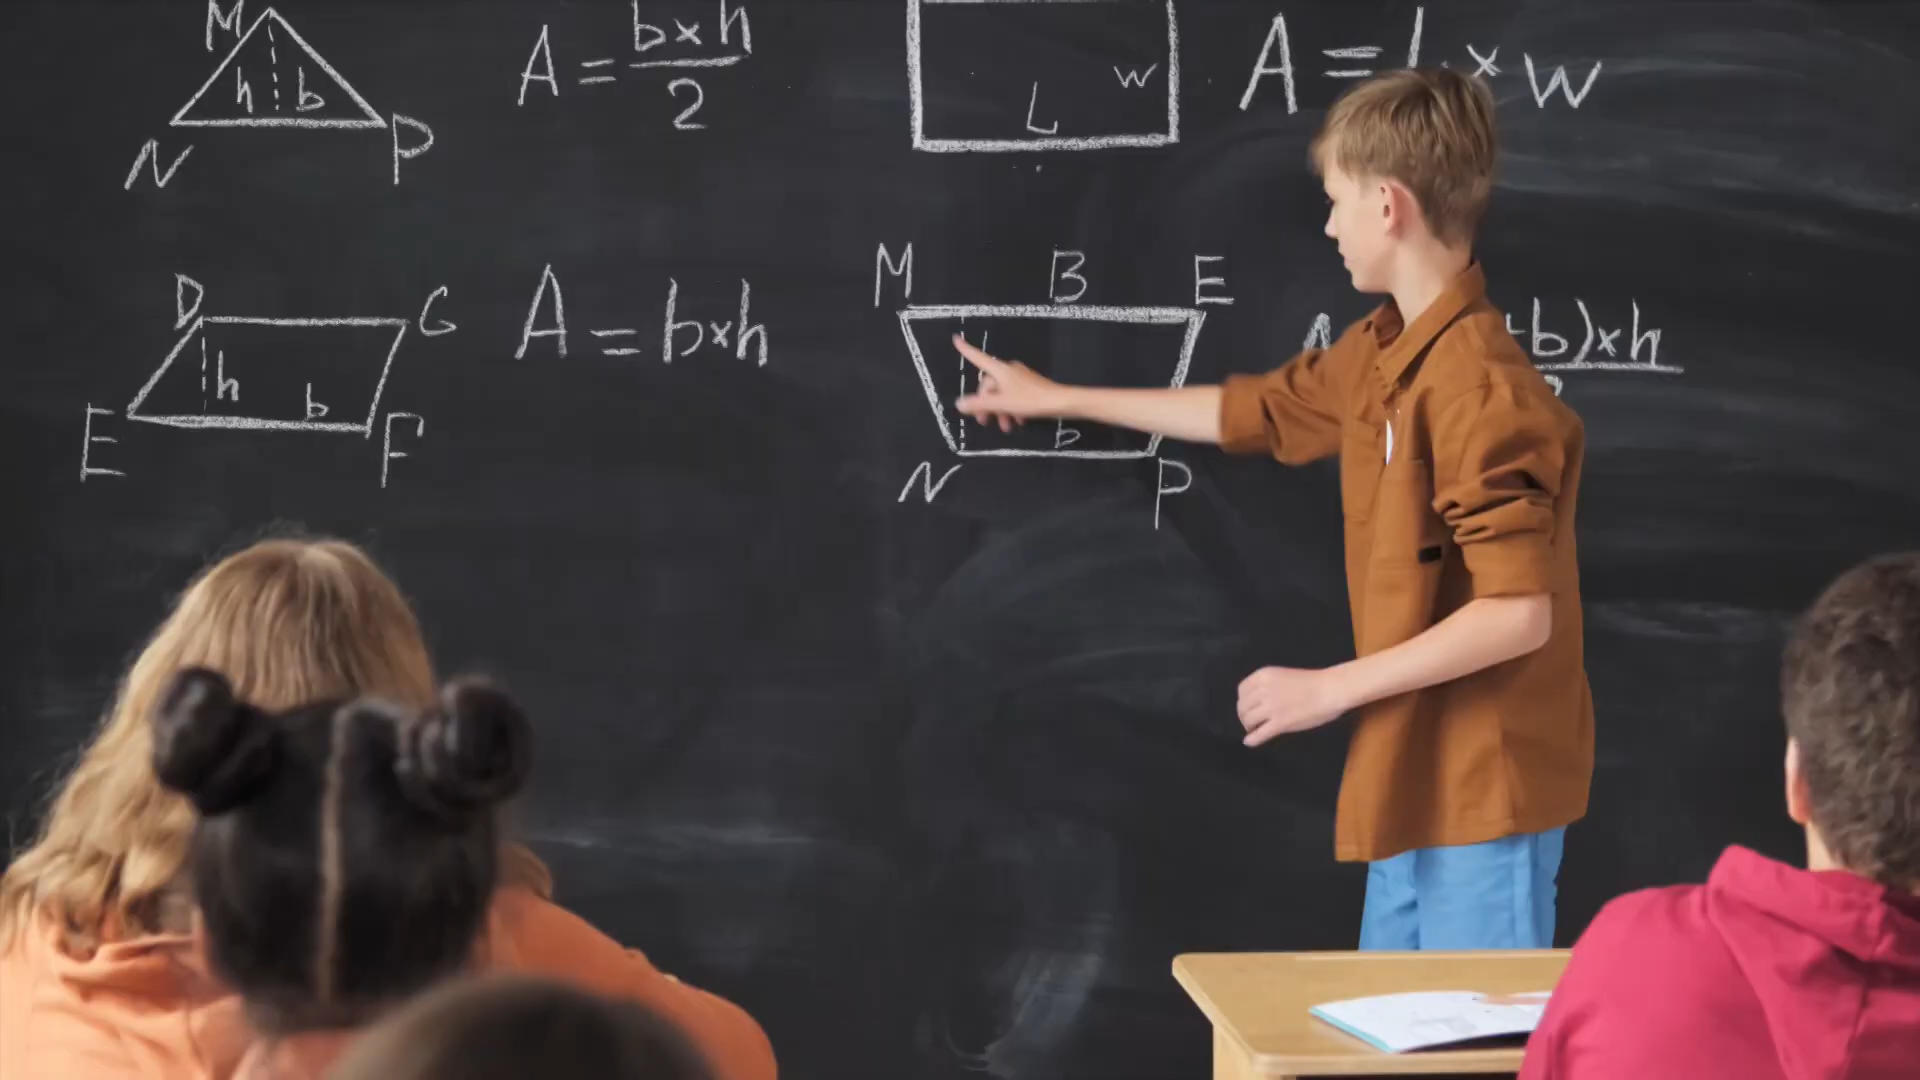 M
h b
N P
A = b×h
2
L w
A = L × w
D G
h b
E F
A = b×h
M B E
b
N P
b)×h